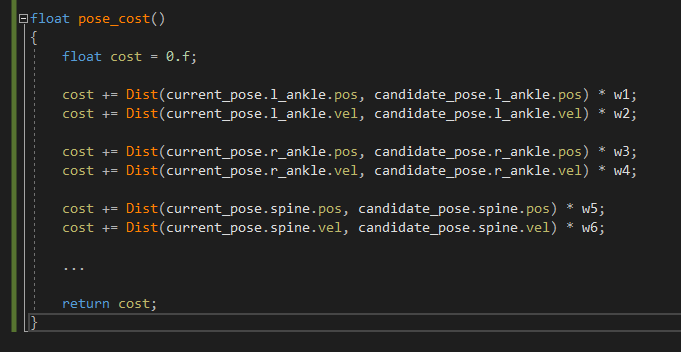 float pose_cost()
{
float cost = 0.f;
cost += Dist(current_pose.l_ankle.pos, candidate_pose.l_ankle.pos) * w1;
cost += Dist(current_pose.l_ankle.vel, candidate_pose.l_ankle.vel) * w2;
cost += Dist(current_pose.r_ankle.pos, candidate_pose.r_ankle.pos) * w3;
cost += Dist(current_pose.r_ankle.vel, candidate_pose.r_ankle.vel) * w4;
cost += Dist(current_pose.spine.pos, candidate_pose.spine.pos) * w5;
cost += Dist(current_pose.spine.vel, candidate_pose.spine.vel) * w6;
...
return cost;
}